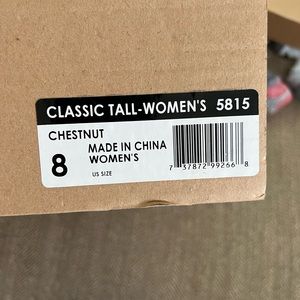 CLASSIC TALL-WOMEN'S 5815
CHESTNUT
8
MADE IN CHINA
WOMEN'S
US SIZE
7 37872 99266 8